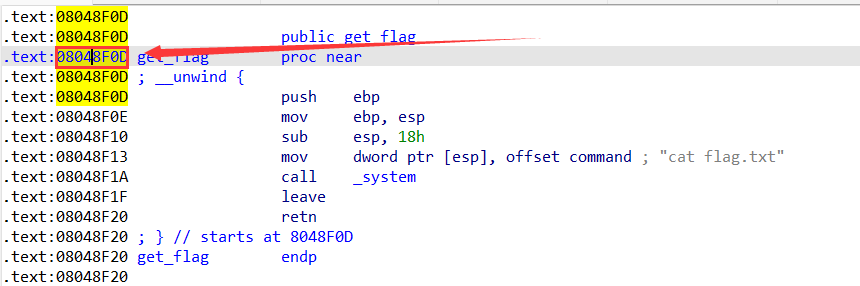 .text:08048F0D
.text:08048F0D public get_flag
.text:08048F0D get_flag proc near
.text:08048F0D ; __unwind {
.text:08048F0D push ebp
.text:08048F0E mov ebp, esp
.text:08048F10 sub esp, 18h
.text:08048F13 mov dword ptr [esp], offset command ; "cat flag.txt"
.text:08048F1A call _system
.text:08048F1F leave
.text:08048F20 retn
.text:08048F20 ; } // starts at 8048F0D
.text:08048F20 get_flag endp
.text:08048F20